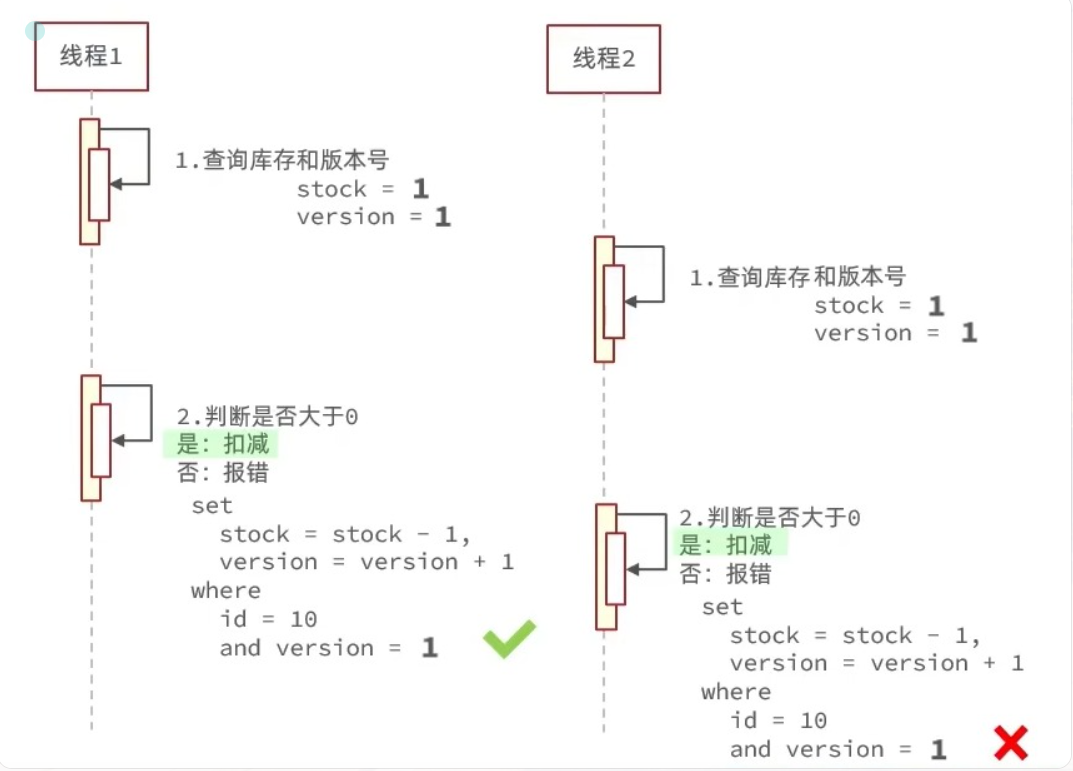 线程1
1.查询库存和版本号
stock = 1
version = 1
2.判断是否大于0
是：扣减
否：报错
set
stock = stock - 1,
version = version + 1
where
id = 10
and version = 1
线程2
1.查询库存和版本号
stock = 1
version = 1
2.判断是否大于0
是：扣减
否：报错
set
stock = stock - 1,
version = version + 1
where
id = 10
and version = 1